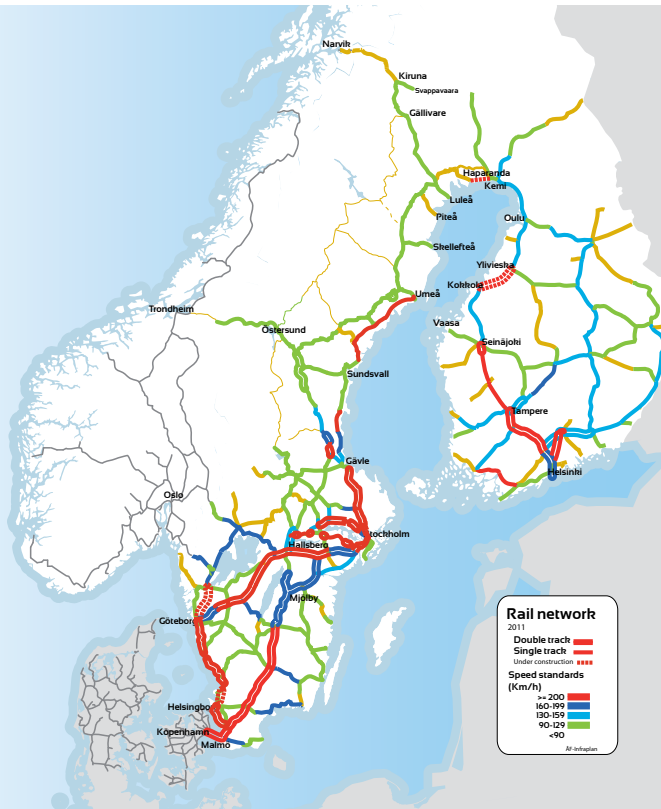 Narvik
Kiruna
Svappavaara
Gällivare
Haparanda
Kemi
Luleå
Piteå
Oulu
Skellefteå
Ylivieska
Kokkola
Umeå
Trondheim
Vaasa
Östersund
Seinäjoki
Sundsvall
Tampere
Gävle
Helsinki
Oslo
Stockholm
Hallsberg
Mjölby
Göteborg
Helsingborg
Köpenhamn
Malmö
Rail network
2011
Double track
Single track
Under construction
Speed standards
(Km/h)
>= 200
160-199
130-159
90-129
<90
ÅF-Infraplan